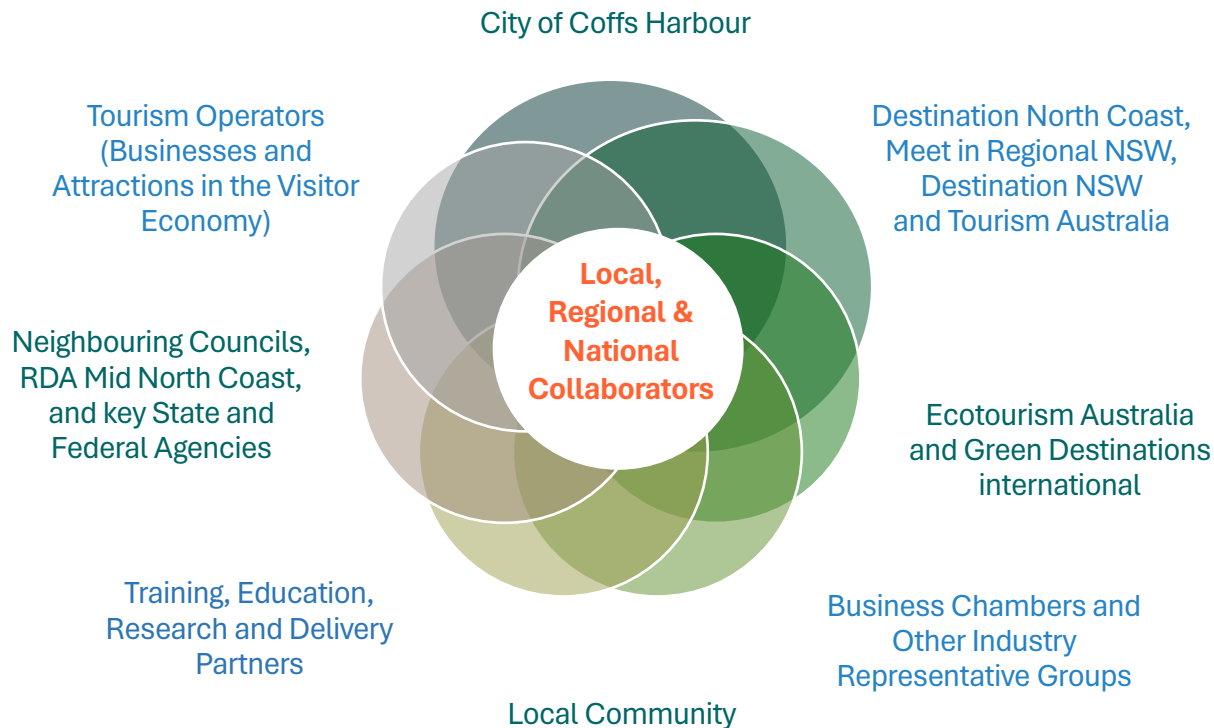 City of Coffs Harbour
Tourism Operators
(Businesses and
Attractions in the Visitor
Economy)
Destination North Coast,
Meet in Regional NSW,
Destination NSW
and Tourism Australia
Local,
Regional &
National
Collaborators
Neighbouring Councils,
RDA Mid North Coast,
and key State and
Federal Agencies
Ecotourism Australia
and Green Destinations
international
Training, Education,
Research and Delivery
Partners
Business Chambers and
Other Industry
Representative Groups
Local Community